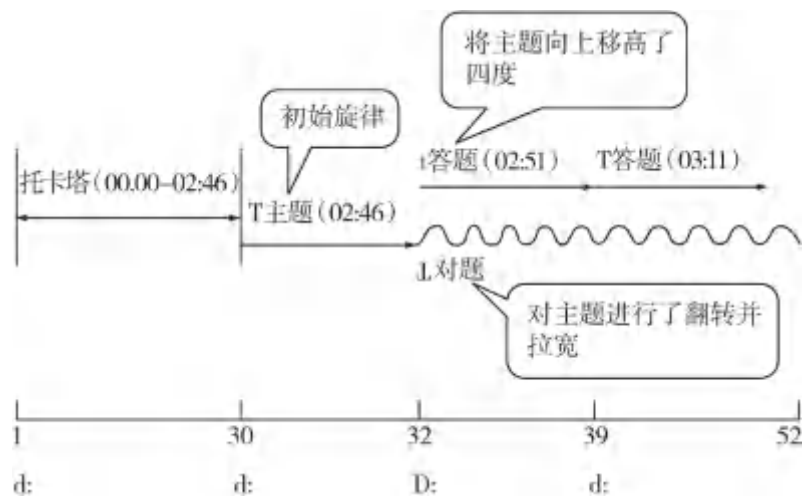 将主题向上移高了
四度
初始旋律
托卡塔(00.00–02:46)
T主题(02:46)
t答题(02:51)
T答题(03:11)
⊥对题
对主题进行了翻转并
拉宽
1
30
32
39
52
d:
d:
D:
d: